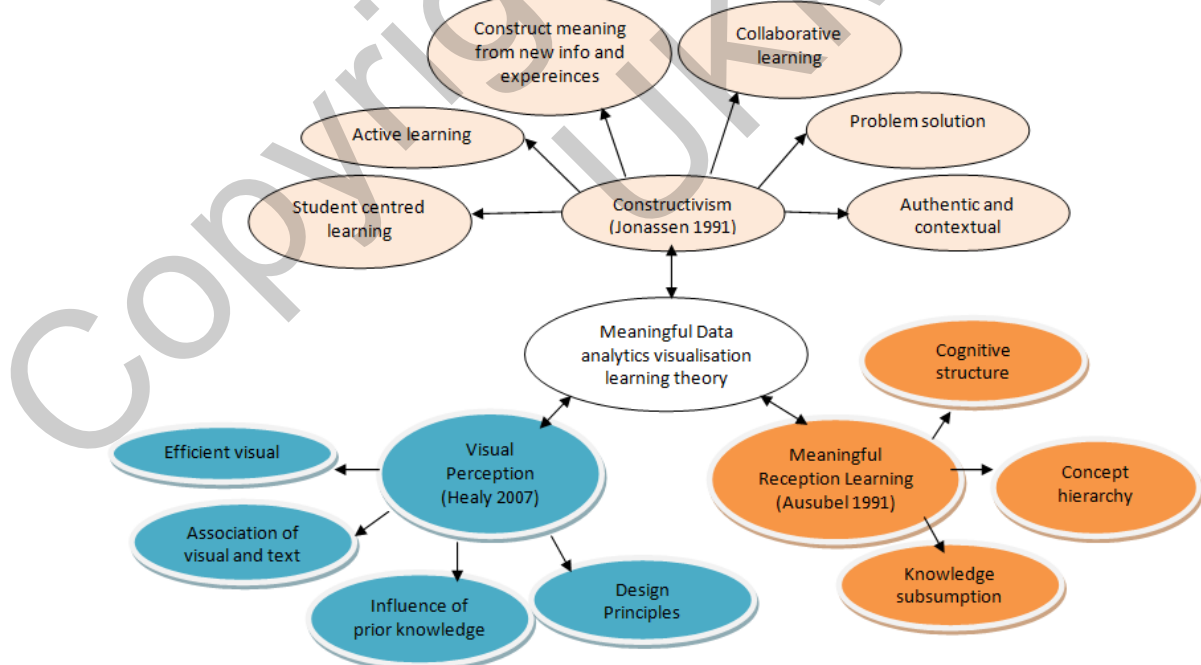 Construct meaning
from new info and
expereinces
Collaborative
learning
Active learning
Problem solution
Student centred
learning
Constructivism
(Jonassen 1991)
Authentic and
contextual
Meaningful Data
analytics visualisation
learning theory
Cognitive
structure
Efficient visual
Visual
Perception
(Healy 2007)
Meaningful
Reception Learning
(Ausubel 1991)
Concept
hierarchy
Association of
visual and text
Knowledge
subsumption
Influence of
prior knowledge
Design
Principles